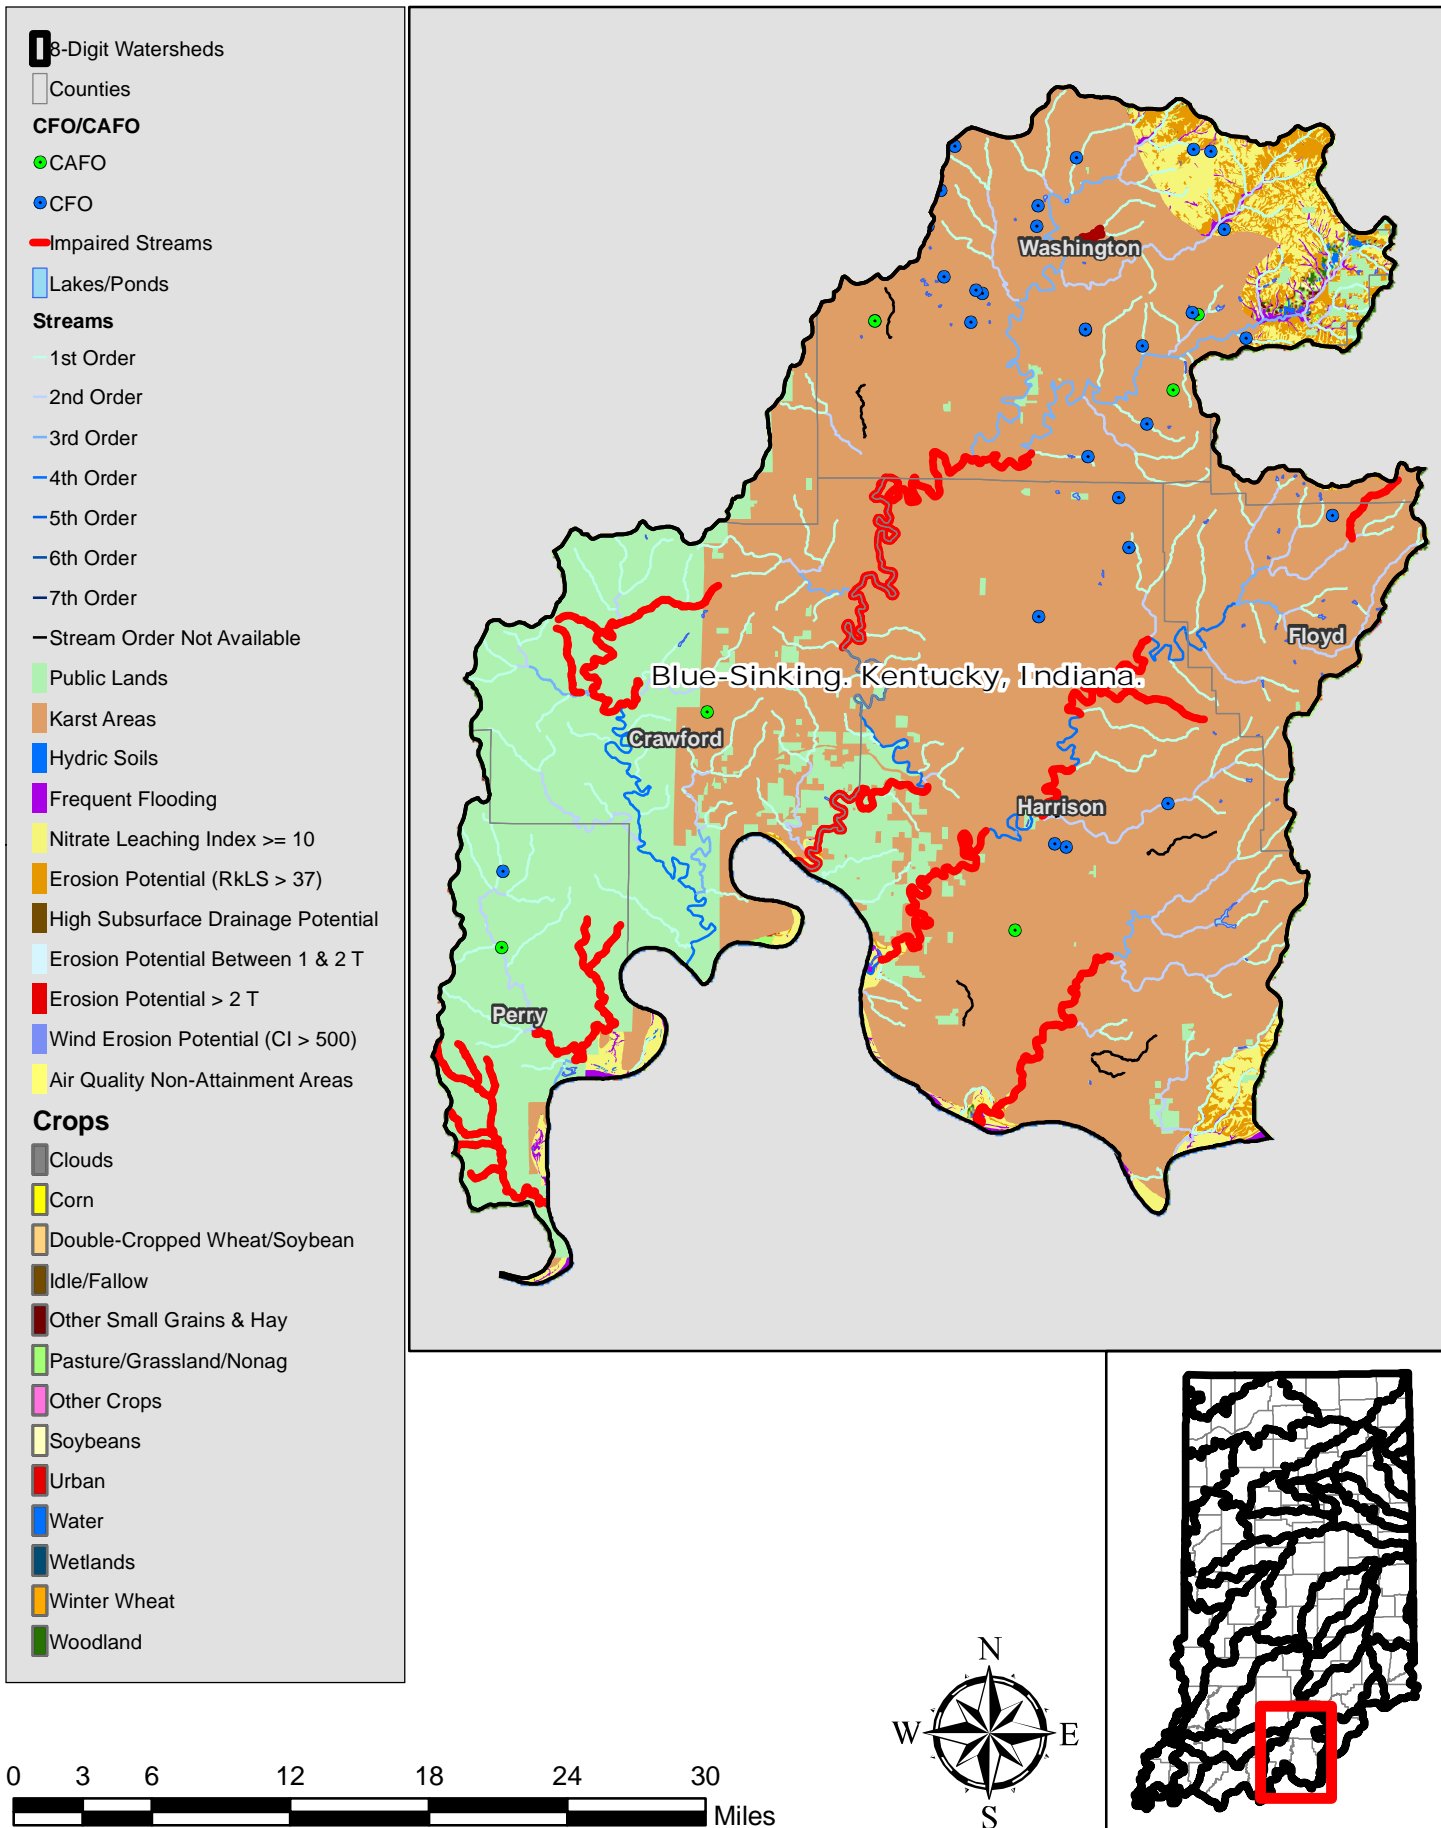 8-Digit Watersheds
Counties
CFO/CAFO
CAFO
CFO
Impaired Streams
Lakes/Ponds
Streams
1st Order
2nd Order
3rd Order
4th Order
5th Order
6th Order
7th Order
Stream Order Not Available
Public Lands
Karst Areas
Hydric Soils
Frequent Flooding
Nitrate Leaching Index >= 10
Erosion Potential (RkLS > 37)
High Subsurface Drainage Potential
Erosion Potential Between 1 & 2 T
Erosion Potential > 2 T
Wind Erosion Potential (CI > 500)
Air Quality Non-Attainment Areas
Crops
Clouds
Corn
Double-Cropped Wheat/Soybean
Idle/Fallow
Other Small Grains & Hay
Pasture/Grassland/Nonag
Other Crops
Soybeans
Urban
Water
Wetlands
Winter Wheat
Woodland
Washington
Floyd
Blue-Sinking. Kentucky, Indiana.
Crawford
Harrison
Perry
N
W E
S
0 3 6 12 18 24 30
Miles